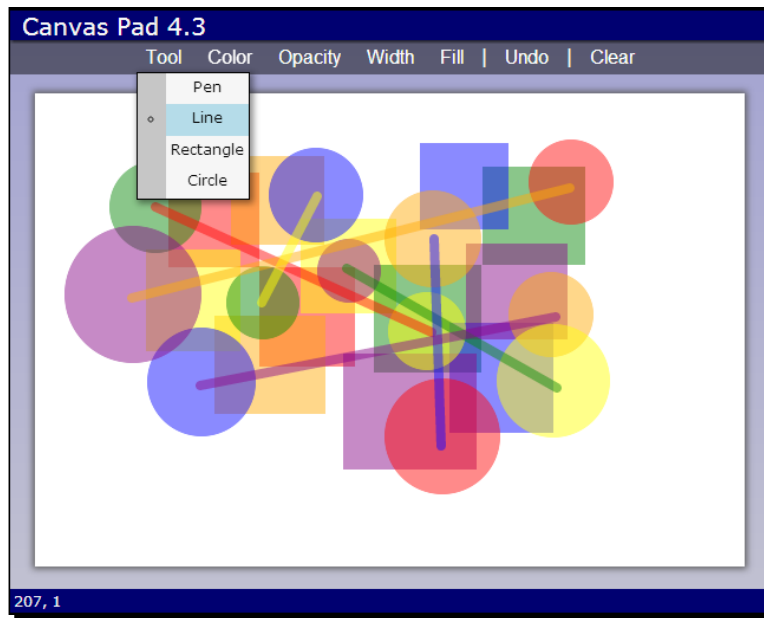 Canvas Pad 4.3
Tool Color Opacity Width Fill | Undo | Clear
Pen
Line
Rectangle
Circle
207, 1